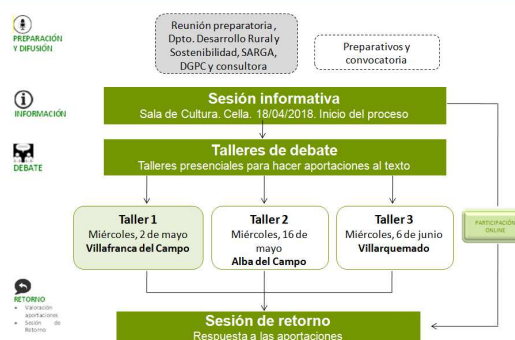 PREPARACIÓN
Y DIFUSIÓN
Reunión preparatoria,
Dpto. Desarrollo Rural y
Sostenibilidad, SARGA,
DGPC y consultora
Preparativos y
convocatoria
INFORMACIÓN
Sesión informativa
Sala de Cultura. Cella. 18/04/2018. Inicio del proceso
DEBATE
Talleres de debate
Talleres presenciales para hacer aportaciones al texto
Taller 1
Miércoles, 2 de mayo
Villafranca del Campo
Taller 2
Miércoles, 16 de
mayo
Alba del Campo
Taller 3
Miércoles, 6 de junio
Villarquemado
PARTICIPACIÓN
ONLINE
RETORNO
• Valoración
aportaciones
• Sesión de
Retorno
Sesión de retorno
Respuesta a las aportaciones